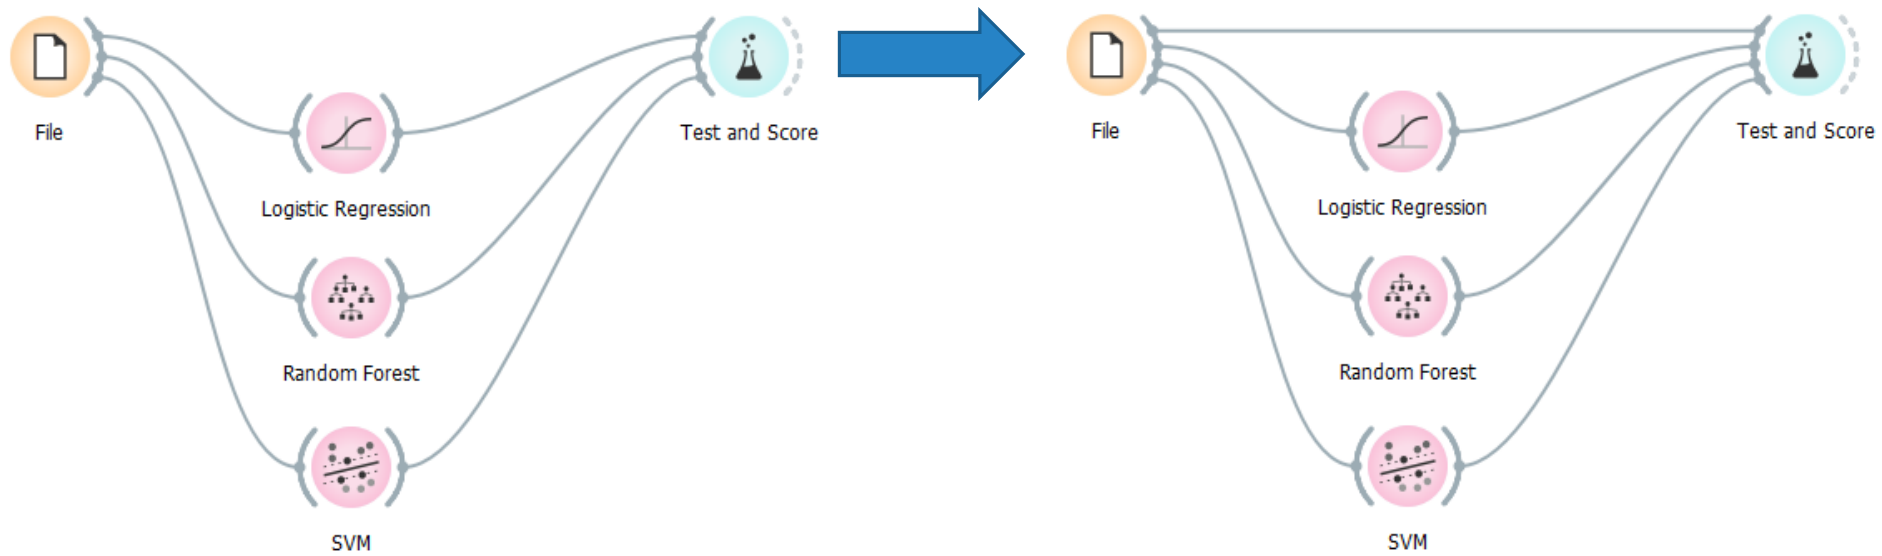 File
Test and Score
Logistic Regression
Random Forest
SVM
File
Test and Score
Logistic Regression
Random Forest
SVM